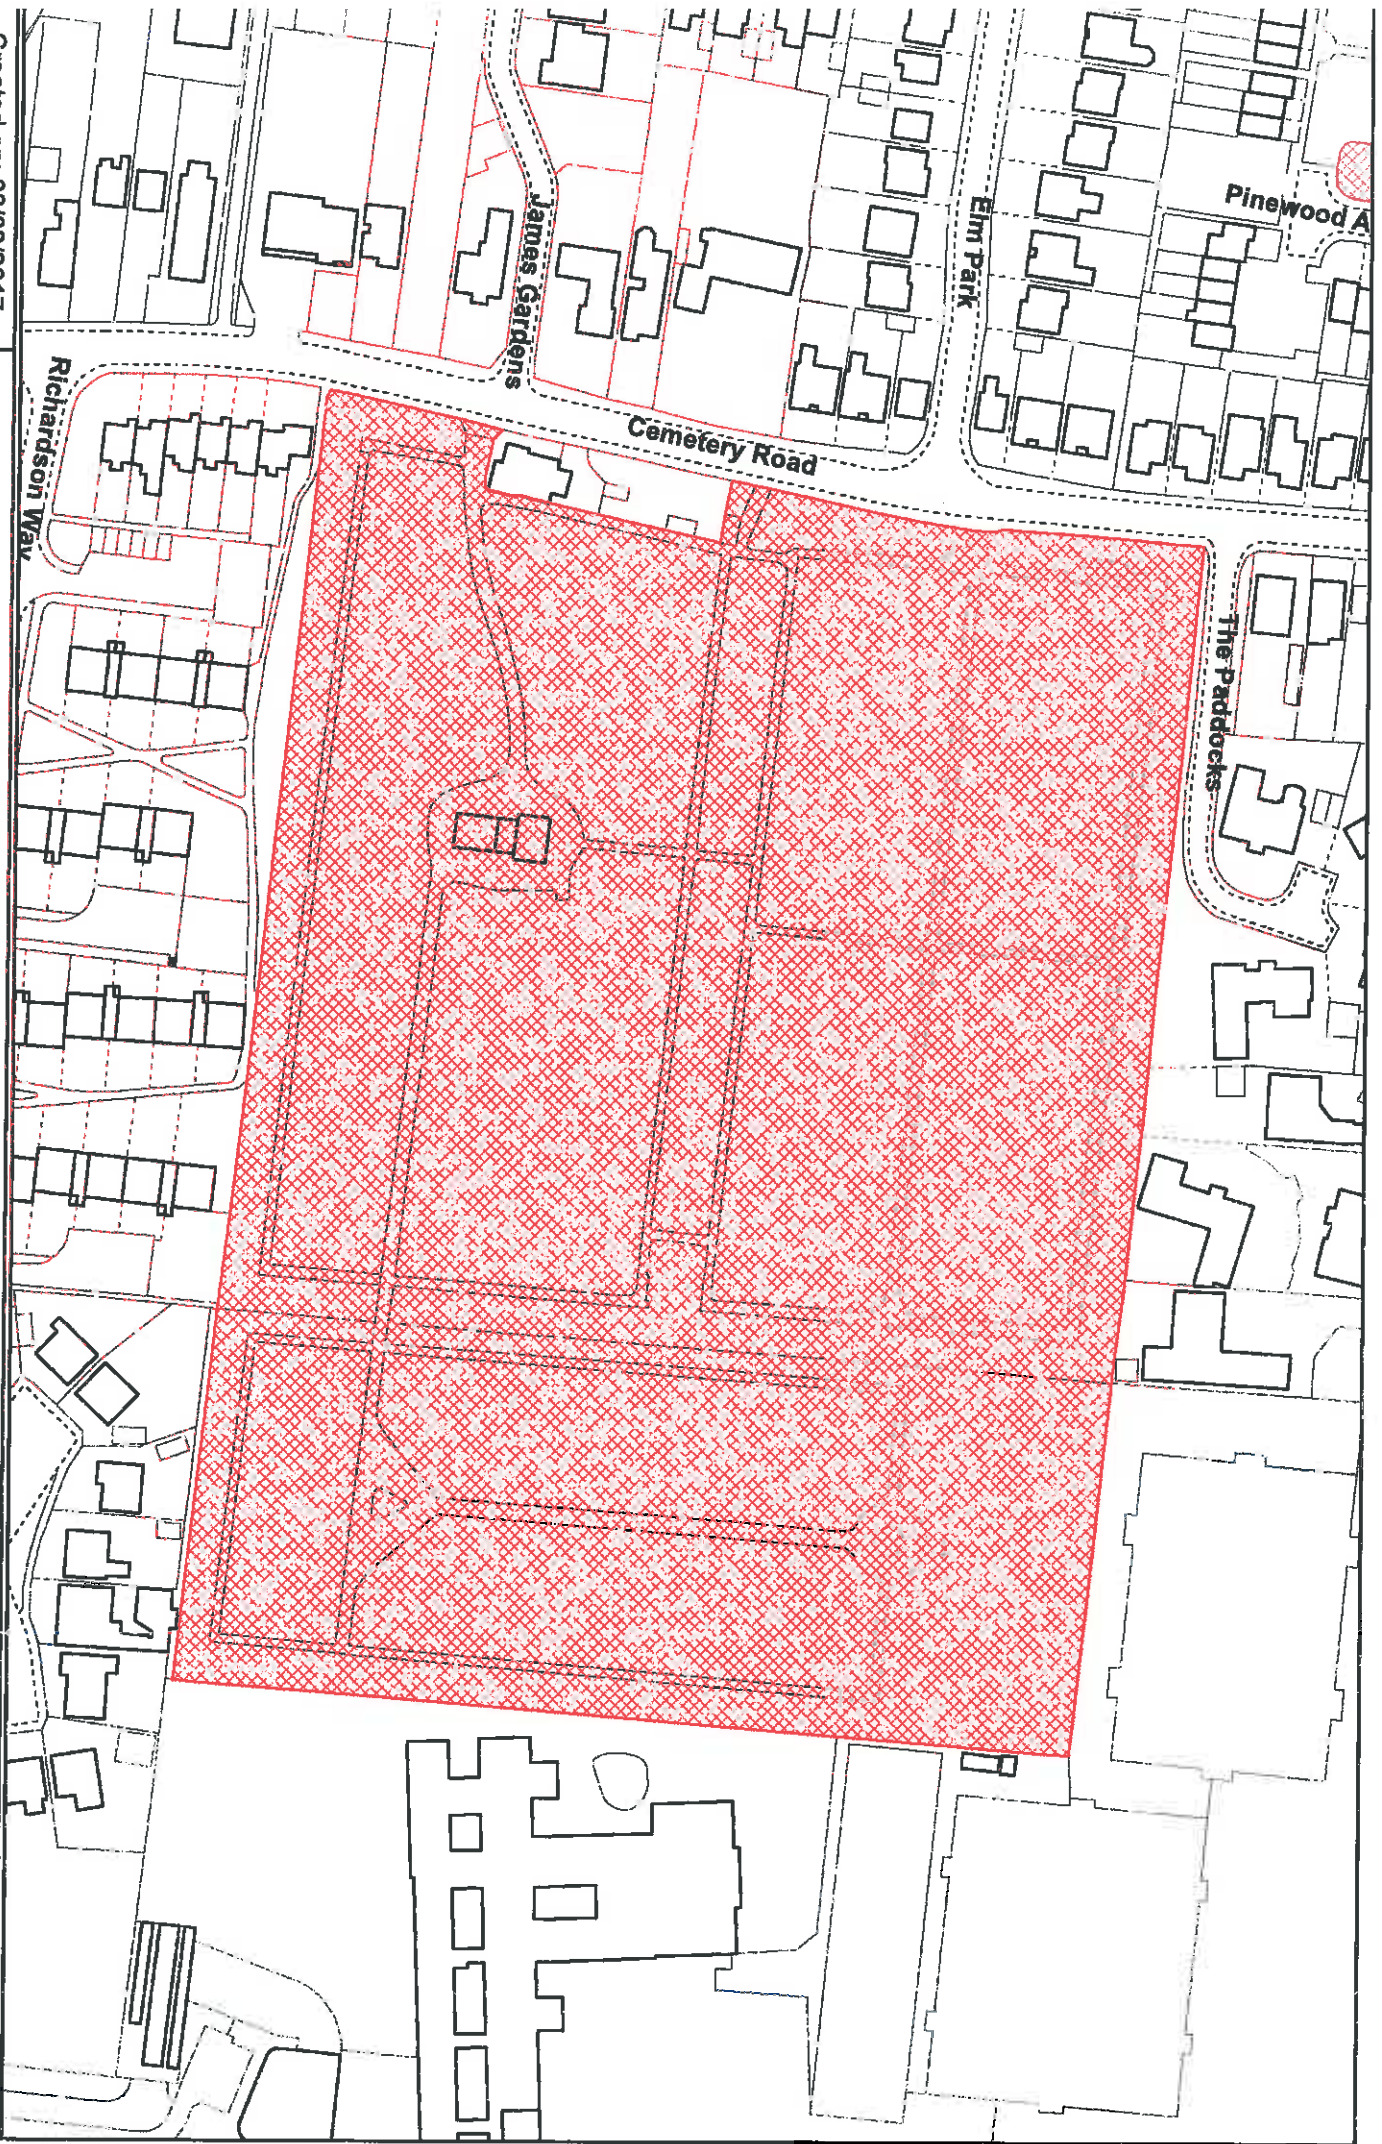 Pinewood A
Elm Park
James Gardens
Cemetery Road
Richardson Way
The Paddocks